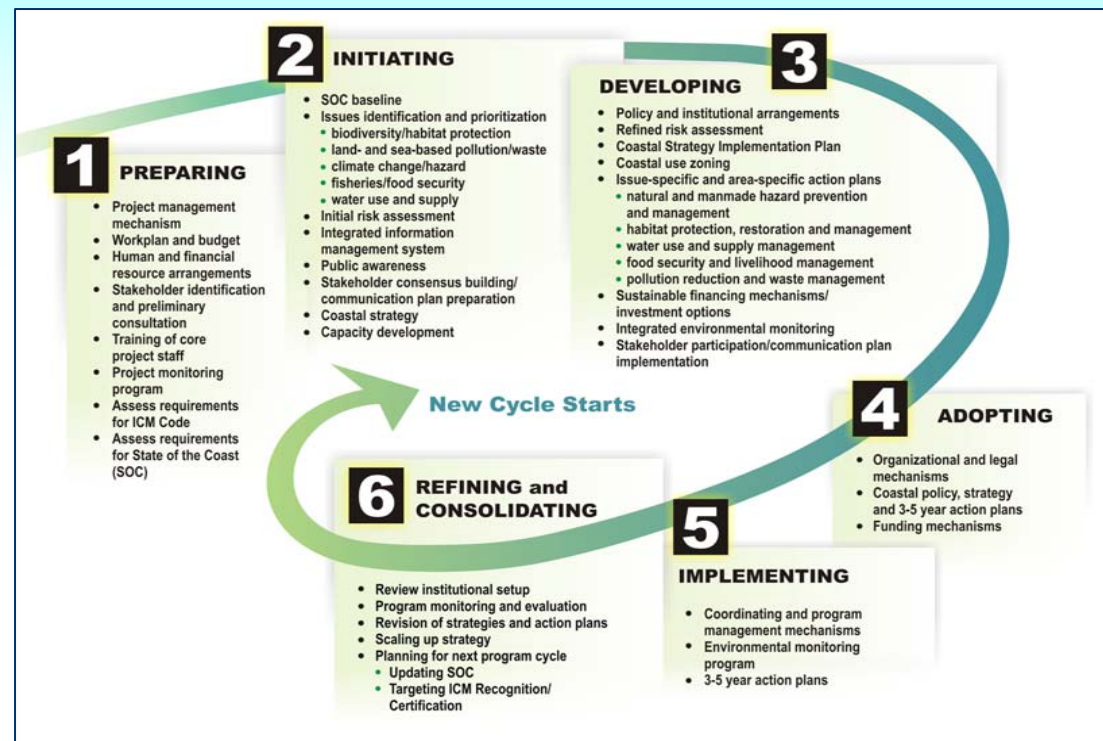 1
PREPARING
• Project management
mechanism
• Workplan and budget
• Human and financial
resource arrangements
• Stakeholder identification
and preliminary
consultation
• Training of core
project staff
• Project monitoring
program
• Assess requirements
for ICM Code
• Assess requirements
for State of the Coast
(SOC)
2
INITIATING
• SOC baseline
• Issues identification and prioritization
• biodiversity/habitat protection
• land- and sea-based pollution/waste
• climate change/hazard
• fisheries/food security
• water use and supply
• Initial risk assessment
• Integrated information
management system
• Public awareness
• Stakeholder consensus building/
communication plan preparation
• Coastal strategy
• Capacity development
3
DEVELOPING
• Policy and institutional arrangements
• Refined risk assessment
• Coastal Strategy Implementation Plan
• Coastal use zoning
• Issue-specific and area-specific action plans
• natural and manmade hazard prevention
and management
• habitat protection, restoration and management
• water use and supply management
• food security and livelihood management
• pollution reduction and waste management
• Sustainable financing mechanisms/
investment options
• Integrated environmental monitoring
• Stakeholder participation/communication plan
implementation
4
ADOPTING
• Organizational and legal
mechanisms
• Coastal policy, strategy
and 3-5 year action plans
• Funding mechanisms
5
IMPLEMENTING
• Coordinating and program
management mechanisms
• Environmental monitoring
program
• 3-5 year action plans
6
REFINING and
CONSOLIDATING
• Review institutional setup
• Program monitoring and evaluation
• Revision of strategies and action plans
• Scaling up strategy
• Planning for next program cycle
• Updating SOC
• Targeting ICM Recognition/
Certification
New Cycle Starts